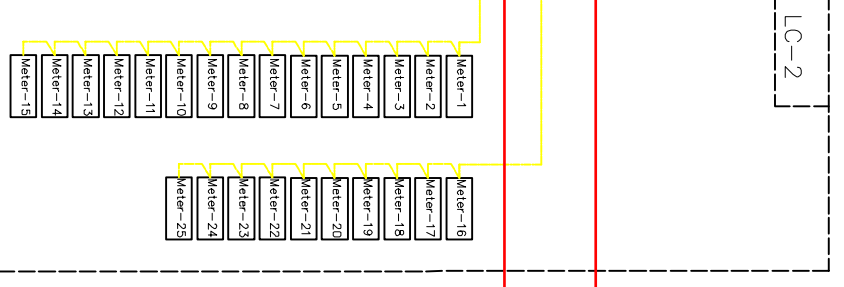 LC-2
Meter-15
Meter-14
Meter-13
Meter-12
Meter-11
Meter-10
Meter-9
Meter-8
Meter-7
Meter-6
Meter-5
Meter-4
Meter-3
Meter-2
Meter-1
Meter-25
Meter-24
Meter-23
Meter-22
Meter-21
Meter-20
Meter-19
Meter-18
Meter-17
Meter-16